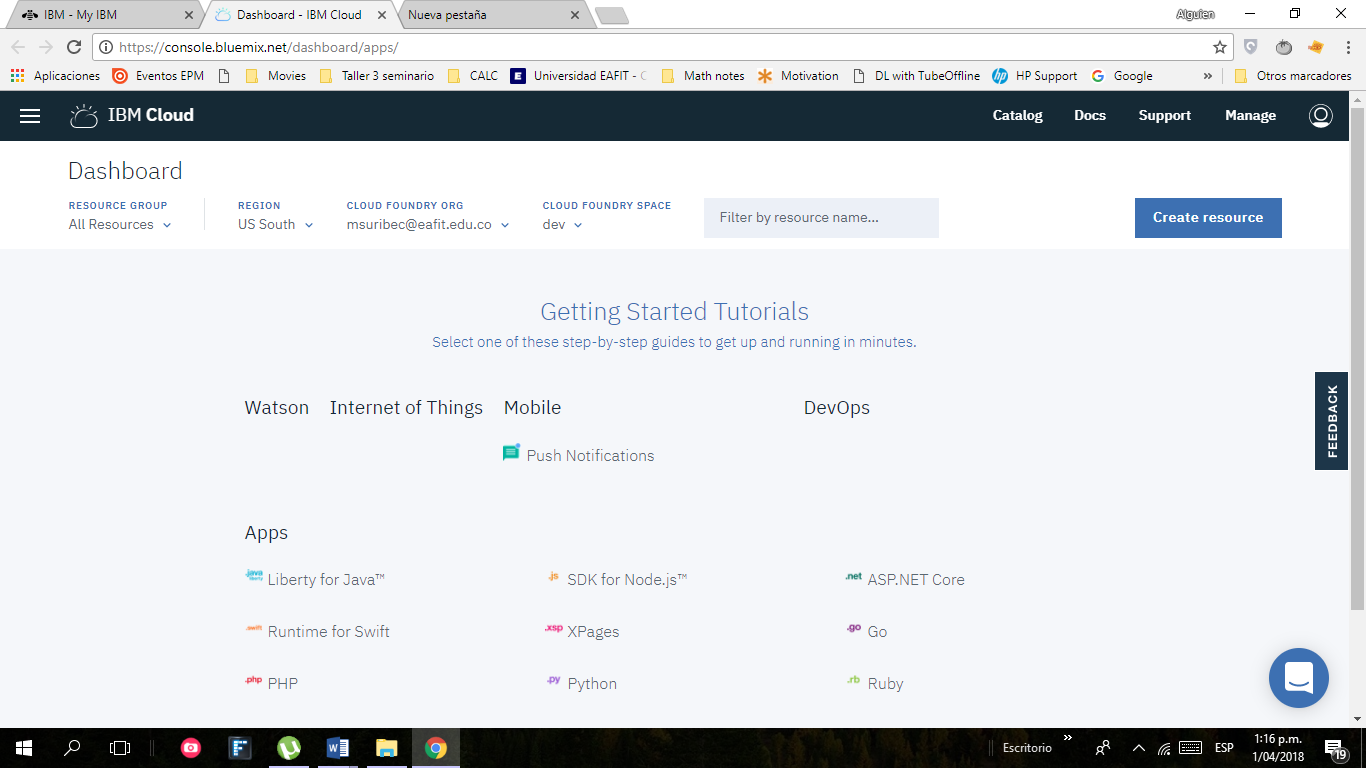 IBM - My IBM
Dashboard - IBM Cloud
Nueva pestaña
Alguien
https://console.bluemix.net/dashboard/apps/
Aplicaciones
Eventos EPM
Movies
Taller 3 seminario
CALC
Universidad EAFIT - C
Math notes
Motivation
DL with TubeOffline
HP Support
Google
»
Otros marcadores
IBM Cloud
Catalog
Docs
Support
Manage
Dashboard
RESOURCE GROUP
All Resources
REGION
US South
CLOUD FOUNDRY ORG
msuribec@eafit.edu.co
CLOUD FOUNDRY SPACE
dev
Filter by resource name...
Create resource
Getting Started Tutorials
Select one of these step-by-step guides to get up and running in minutes.
FEEDBACK
Watson
Internet of Things
Mobile
DevOps
Push Notifications
Apps
Liberty for Java™
.js SDK for Node.js™
.net ASP.NET Core
.swift Runtime for Swift
.xsp XPages
.go Go
.php PHP
.py Python
.rb Ruby
Escritorio
»
ESP
1:16 p.m.
1/04/2018
19